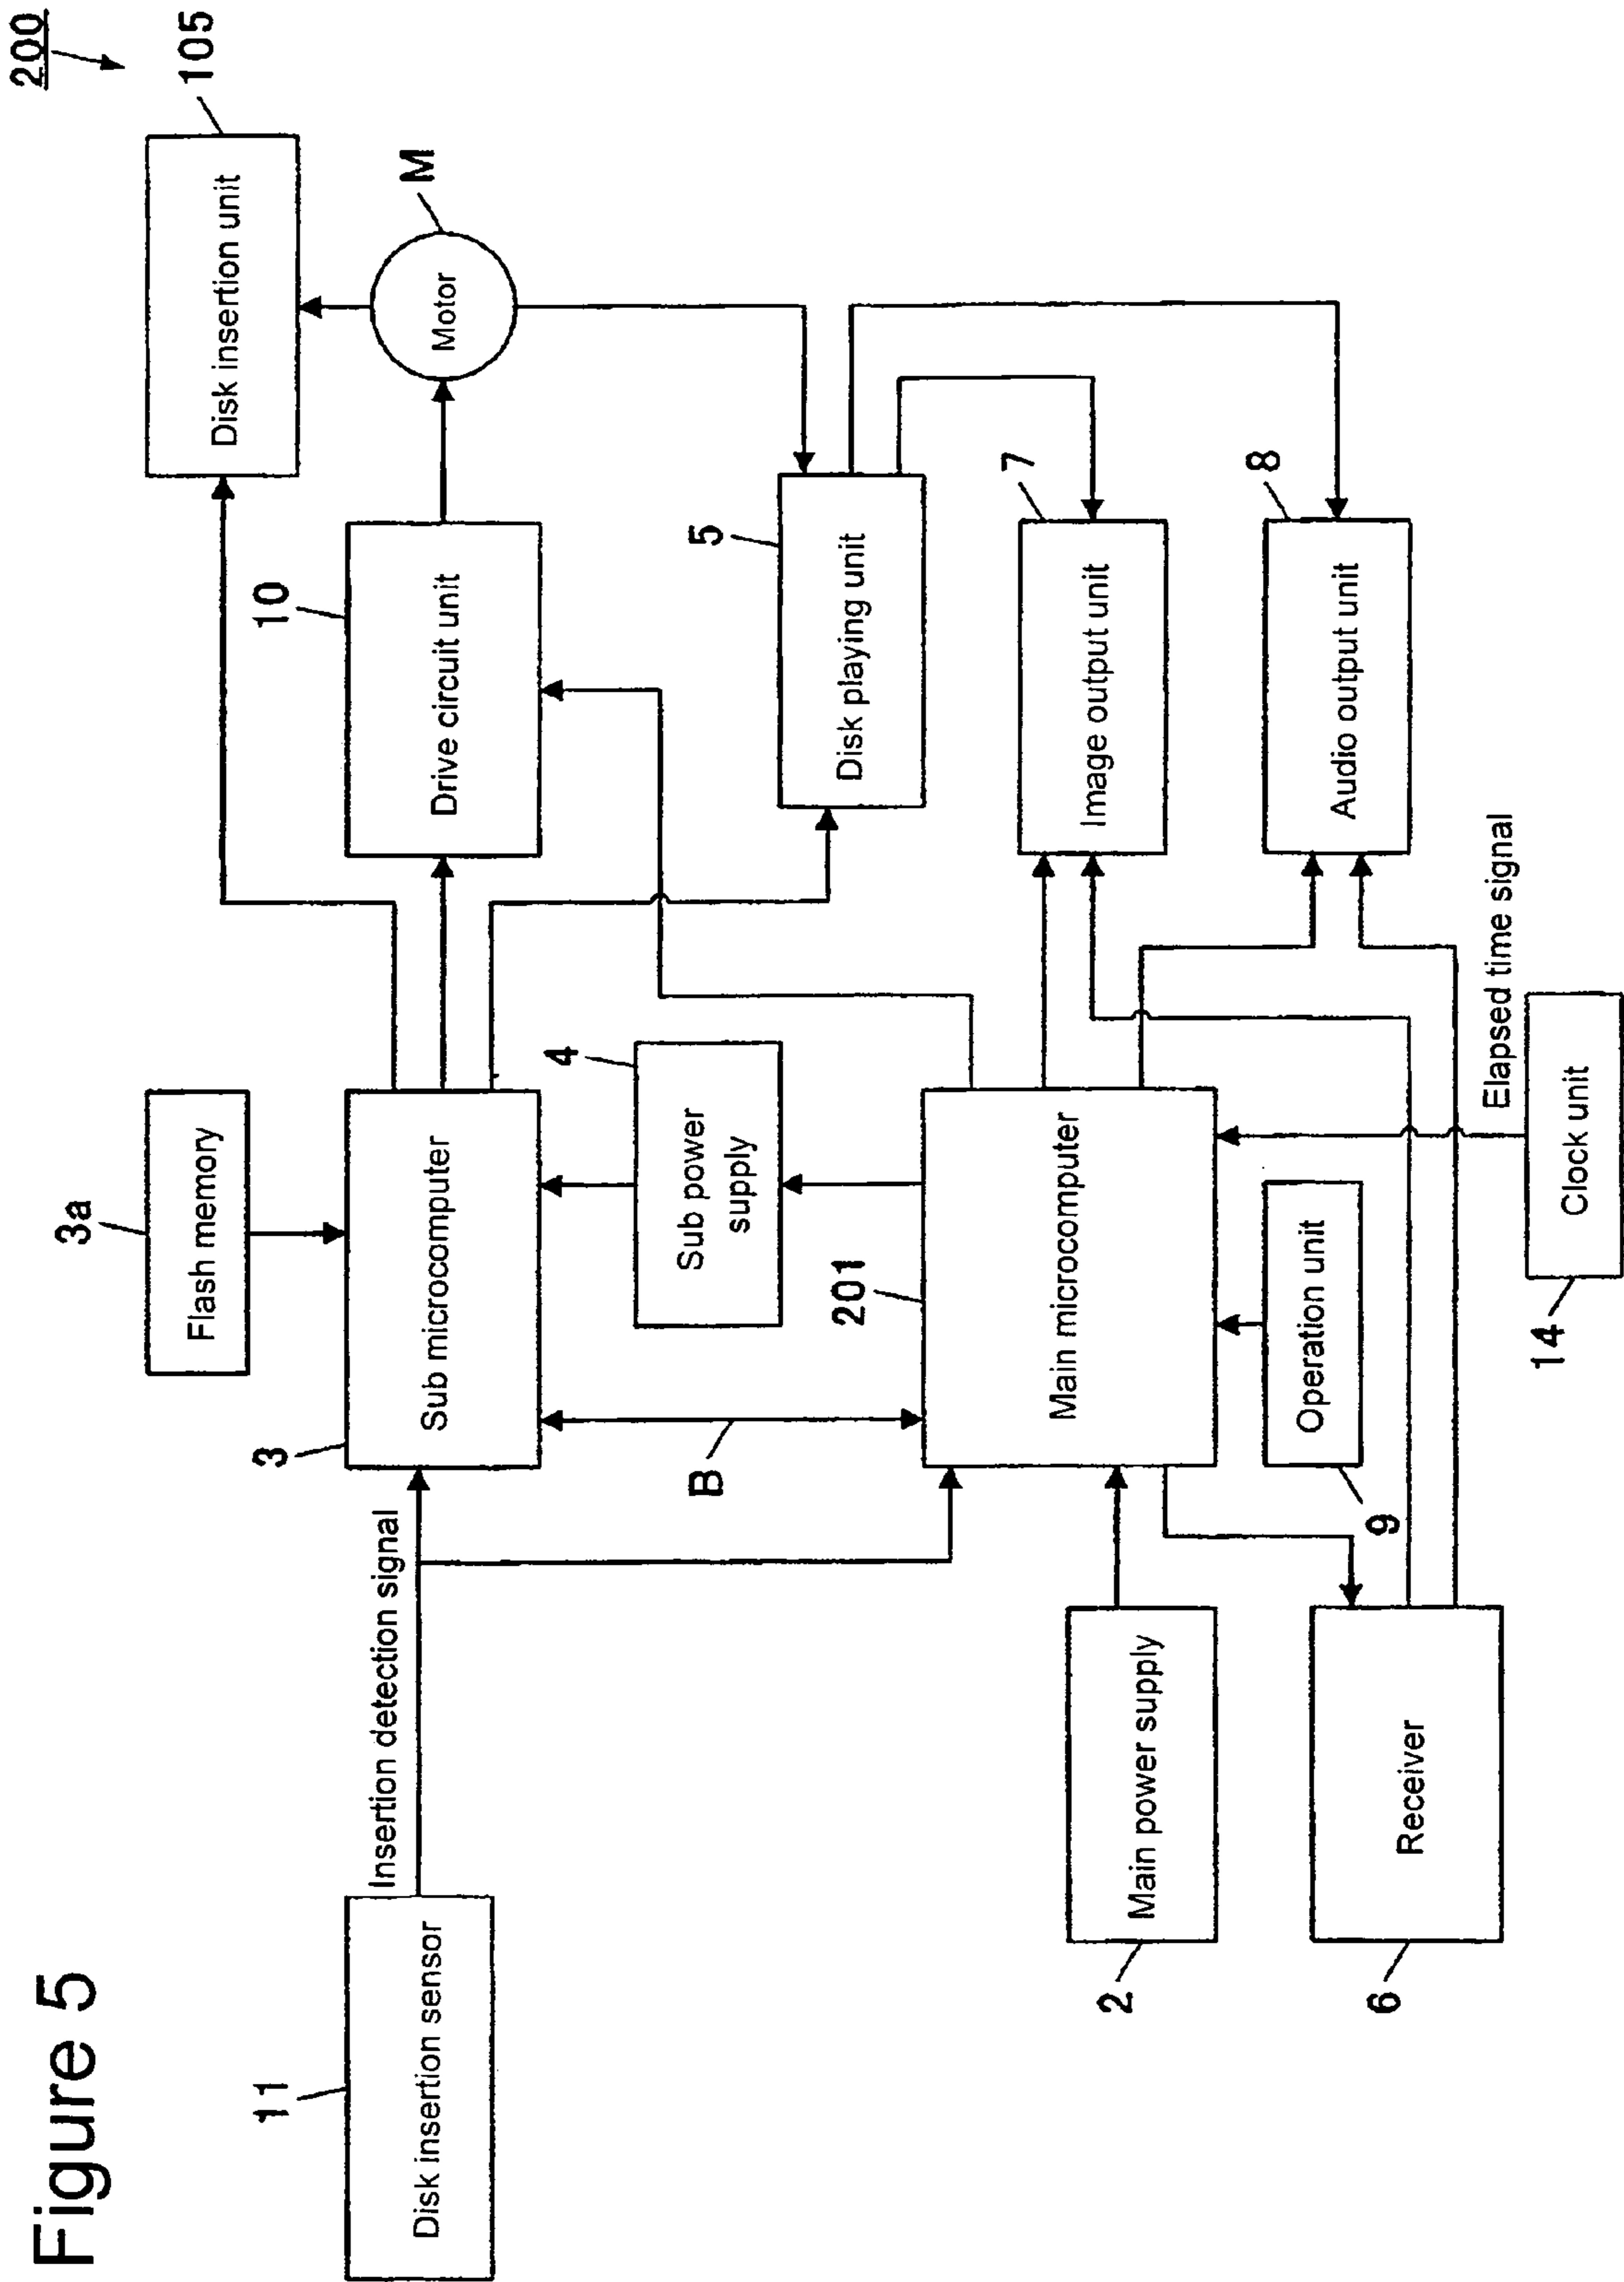 Figure 5
200
11
Disk insertion sensor
Insertion detection signal
3a
Flash memory
3
Sub microcomputer
105
Disk insertion unit
10
Drive circuit unit
M
Motor
4
Sub power
supply
B
5
Disk playing unit
201
Main microcomputer
7
Image output unit
2
Main power supply
9
Operation unit
8
Audio output unit
6
Receiver
Elapsed time signal
14
Clock unit